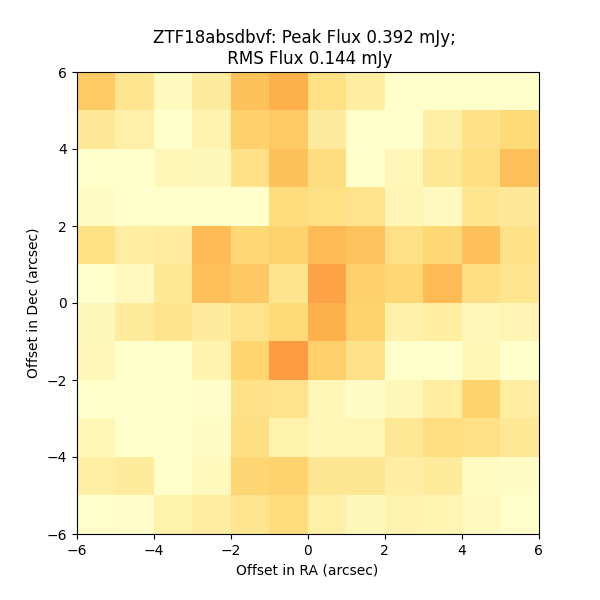 ZTF18absdbvf: Peak Flux 0.392 mJy;
RMS Flux 0.144 mJy
6
4
2
0
−2
−4
−6
Offset in Dec (arcsec)
−6 −4 −2 0 2 4 6
Offset in RA (arcsec)